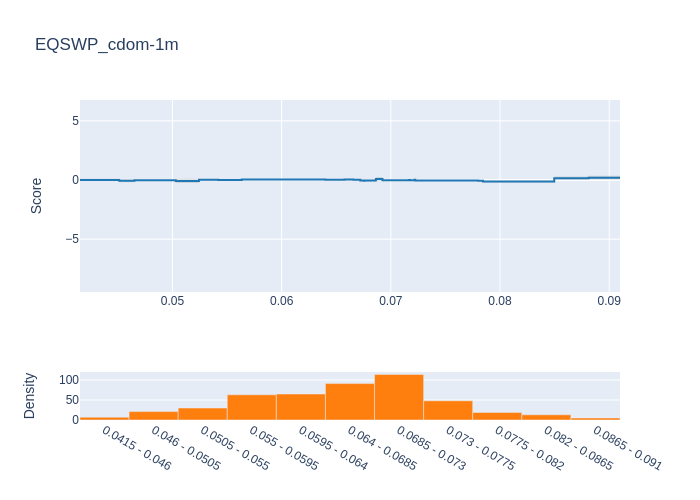 EQSWP_cdom-1m
Score
5
0
−5
0.05 0.06 0.07 0.08 0.09
Density
100
50
0
0.0415 - 0.046
0.046 - 0.0505
0.0505 - 0.055
0.055 - 0.0595
0.0595 - 0.064
0.064 - 0.0685
0.0685 - 0.073
0.073 - 0.0775
0.0775 - 0.082
0.082 - 0.0865
0.0865 - 0.091